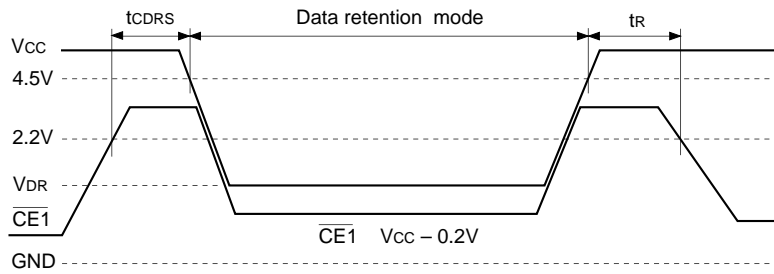 tCDRS Data retention mode tR
VCC
4.5V
2.2V
VDR
CE1
CE1 VCC – 0.2V
GND